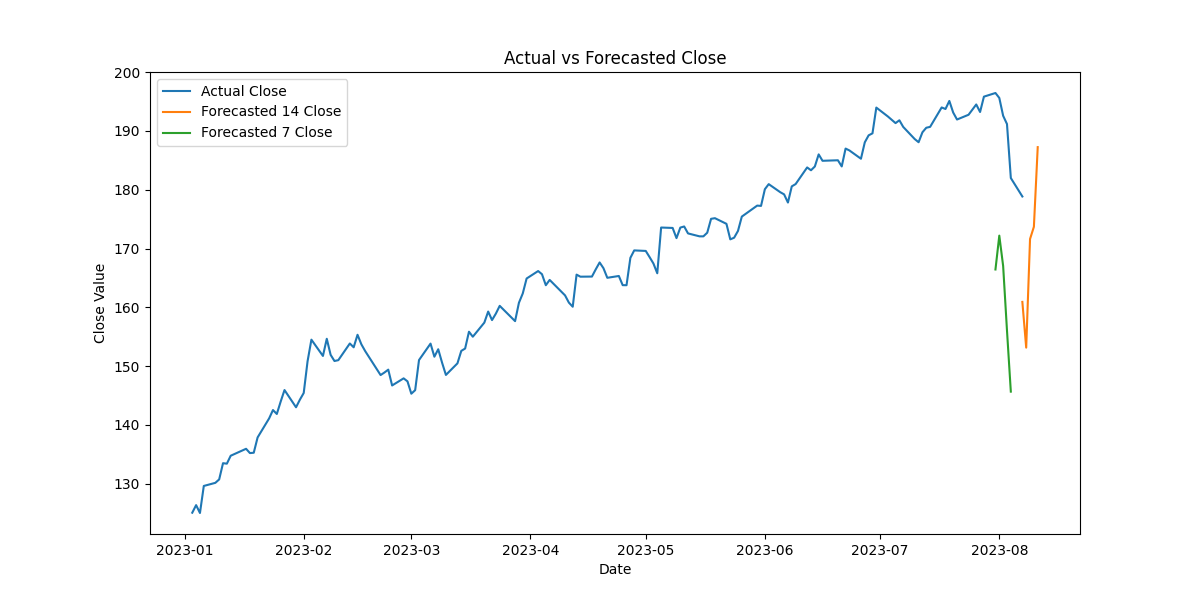 Actual vs Forecasted Close
Actual Close
Forecasted 14 Close
Forecasted 7 Close
Close Value
200
190
180
170
160
150
140
130
2023-01 2023-02 2023-03 2023-04 2023-05 2023-06 2023-07 2023-08
Date